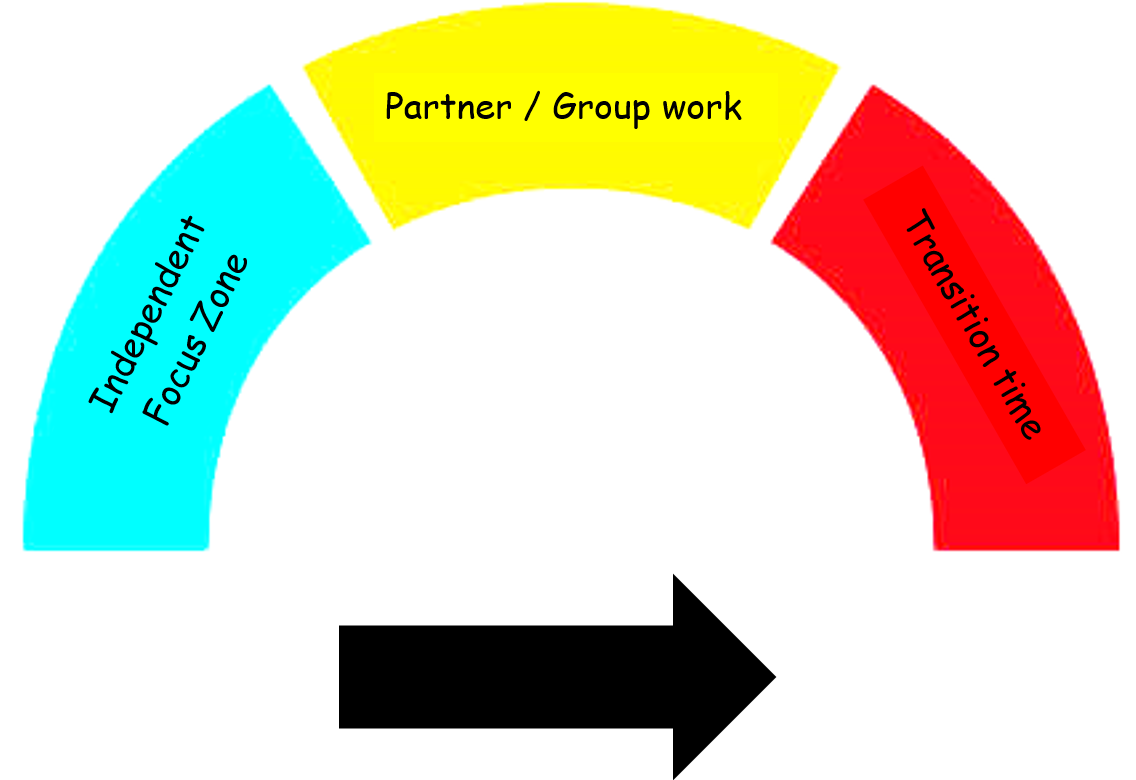 Independent
Focus Zone
Partner / Group work
Transition time